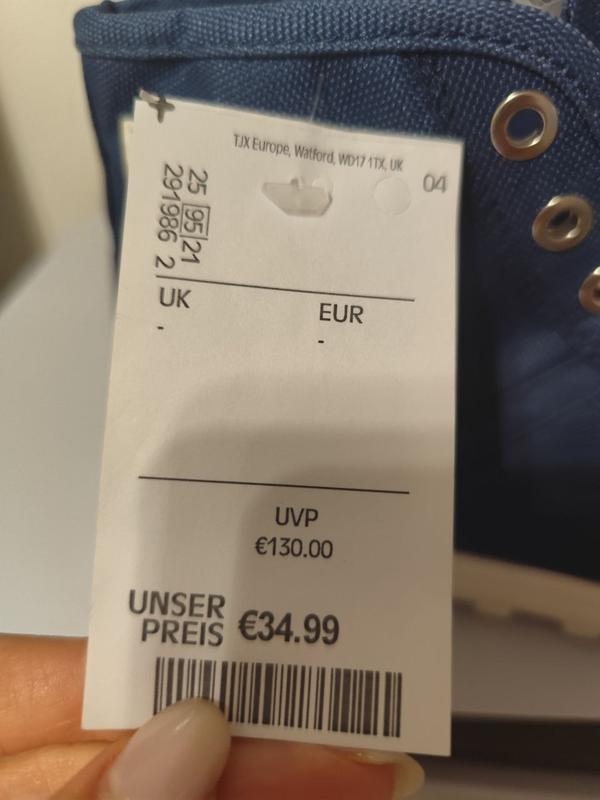 TJX Europe, Watford, WD17 1TX, UK
04
25 95 21
291986 2
UK
EUR
-
-
UVP
€130.00
UNSER
PREIS €34.99